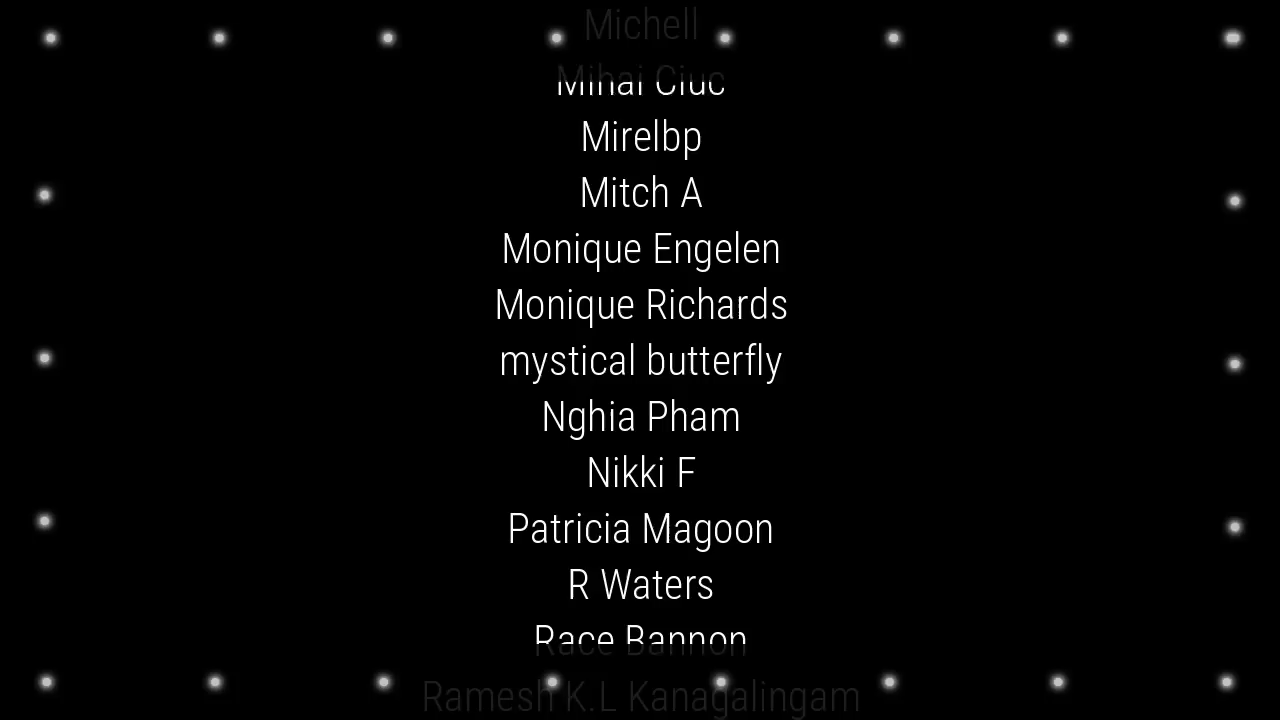 Michell
Mihai Ciuc
Mirelbp
Mitch A
Monique Engelen
Monique Richards
mystical butterfly
Nghia Pham
Nikki F
Patricia Magoon
R Waters
Race Bannon
Ramesh K.L Kanagalingam